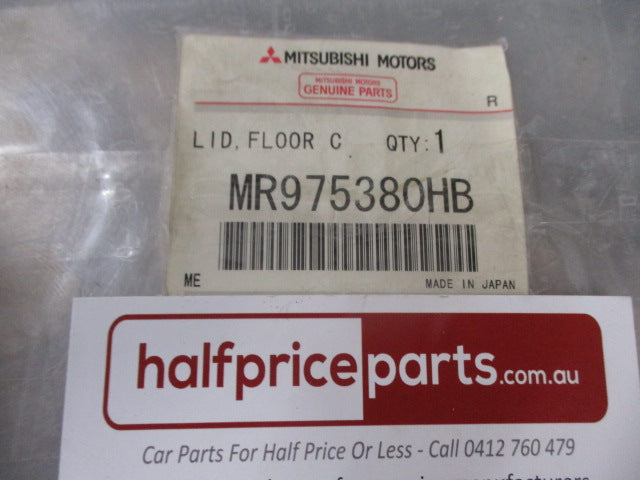 MITSUBISHI MOTORS
MITSUBISHI MOTORS
GENUINE PARTS
R
LID, FLOOR C. QTY:1
MR975380HB
ME MADE IN JAPAN
halfpriceparts.com.au
Car Parts For Half Price Or Less - Call 0412 760 479